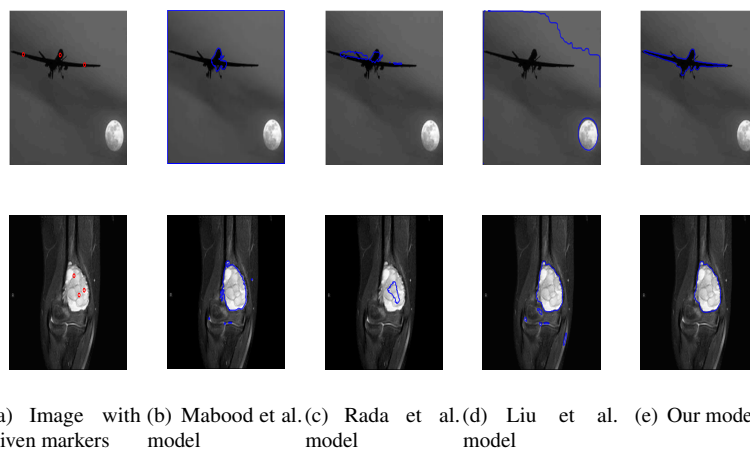 a) Image with (b) Mabood et al. (c) Rada et al. (d) Liu et al. (e) Our mode
iven markers model model model